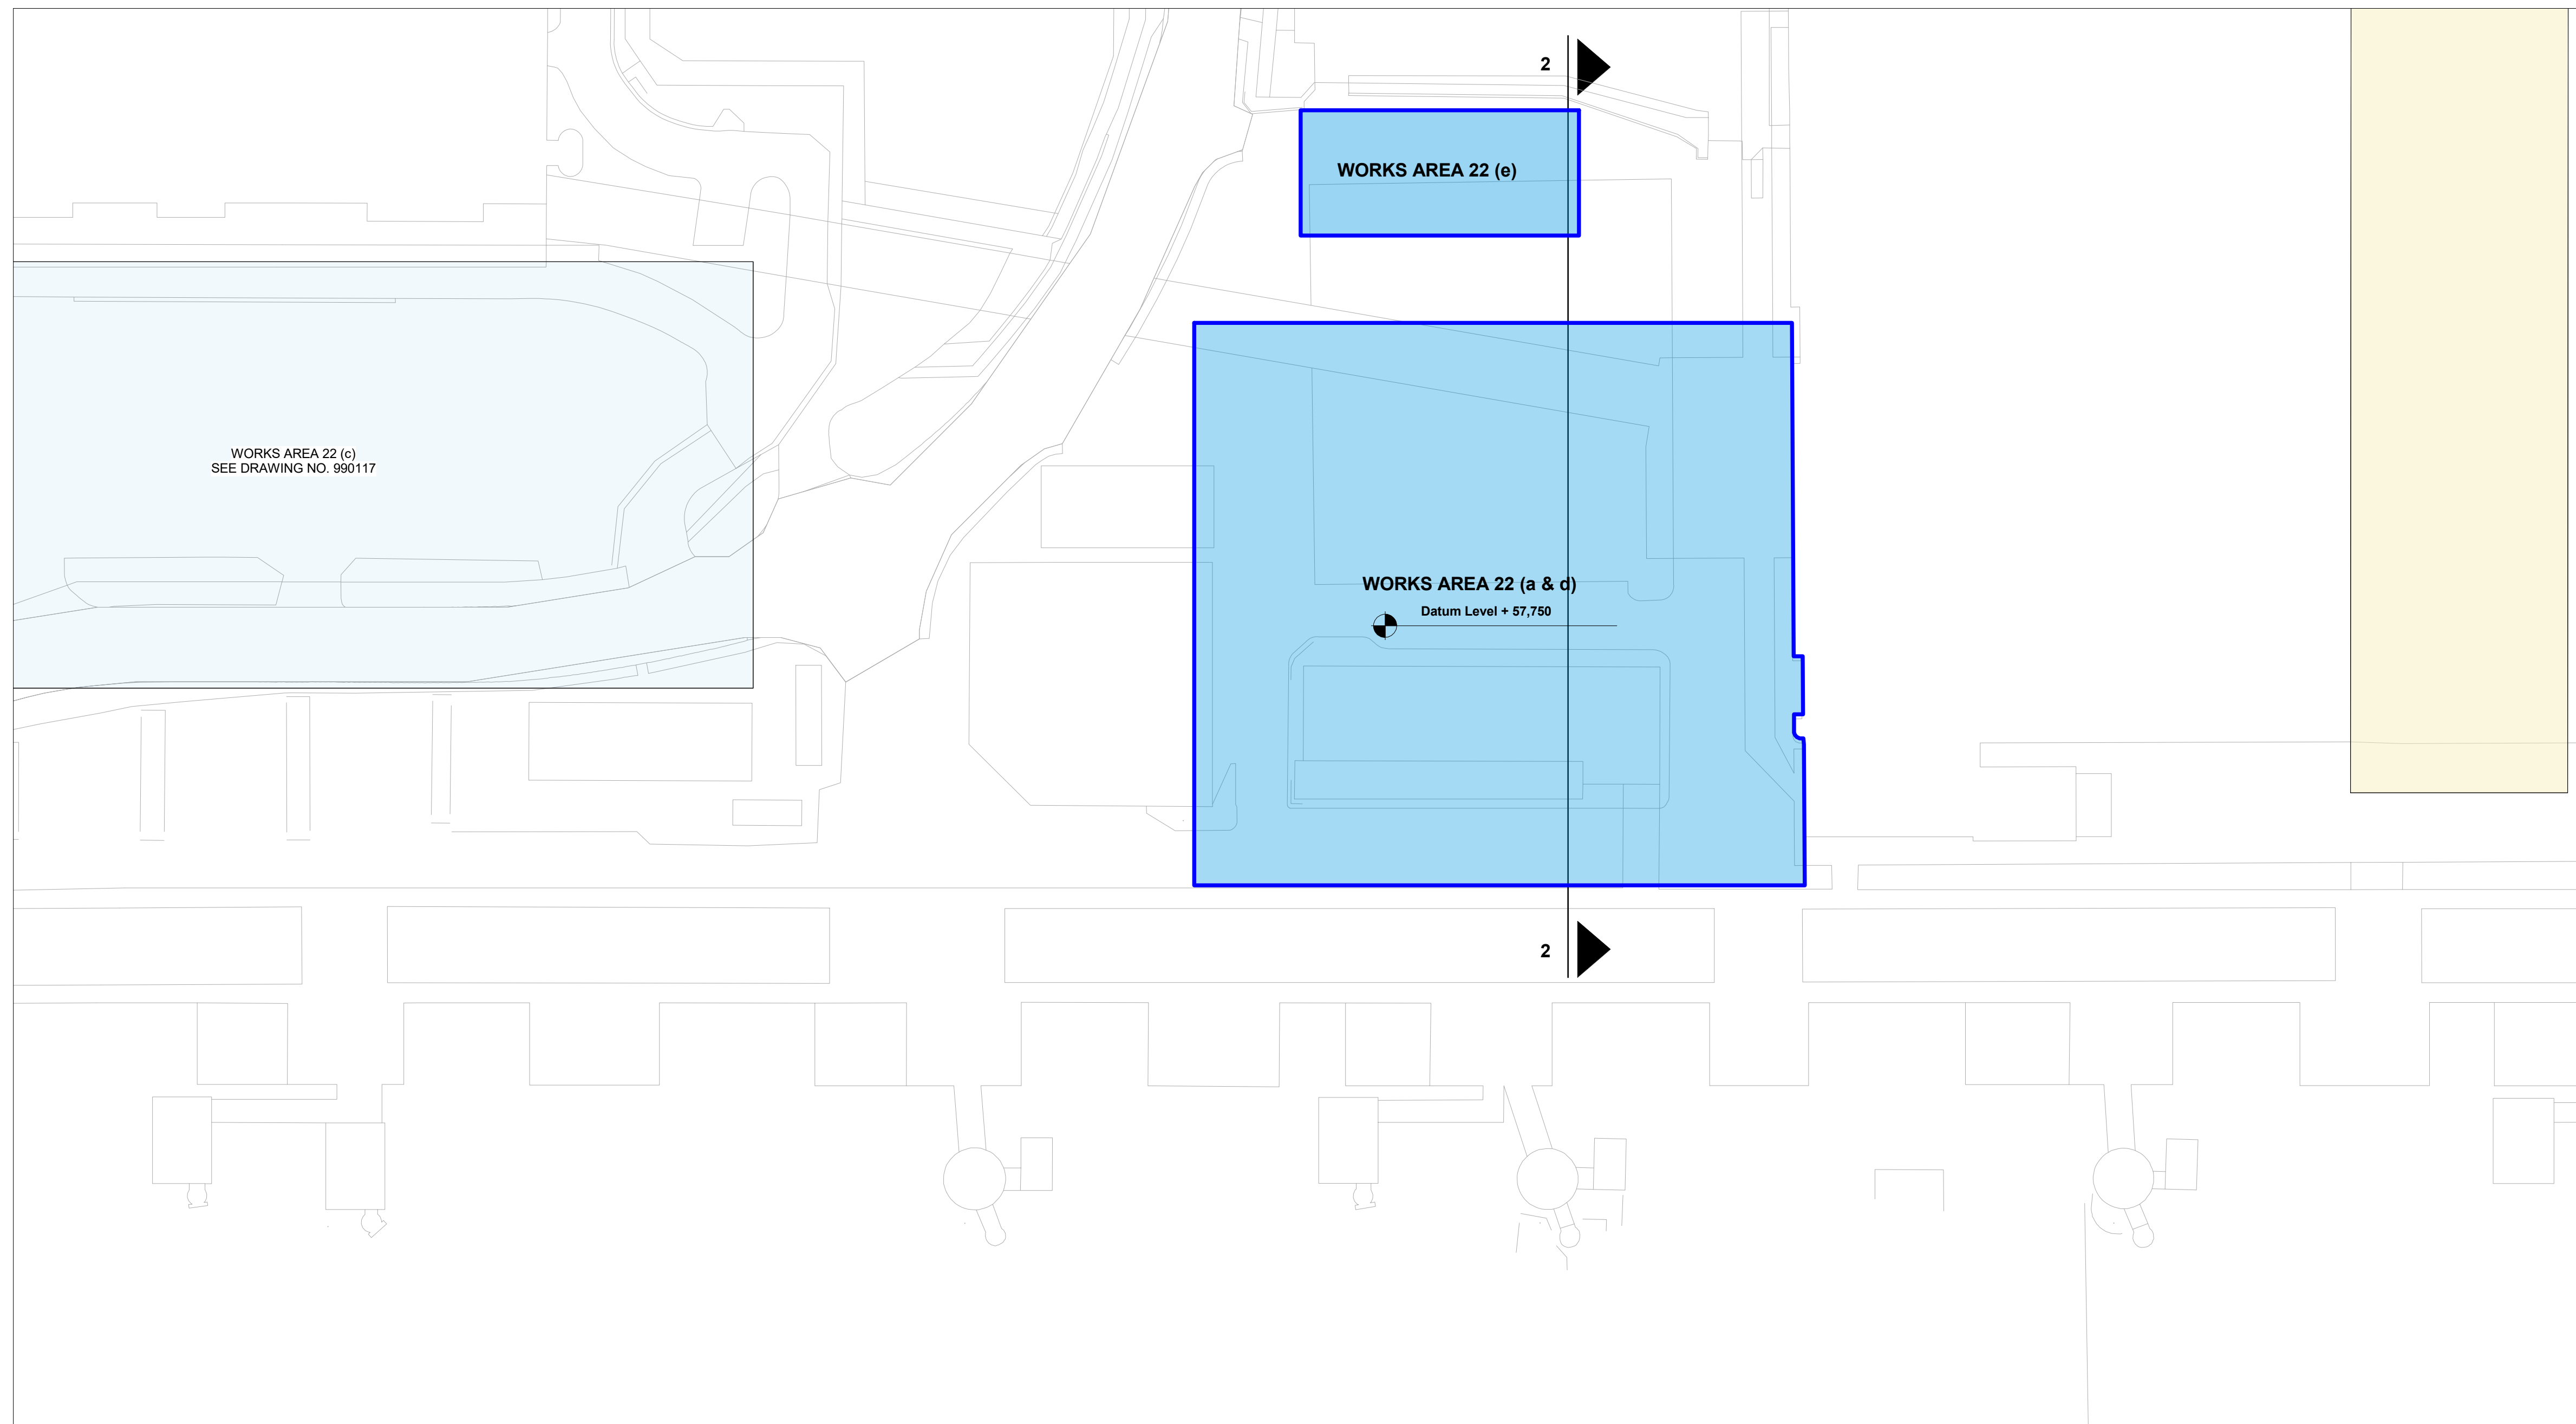 2
WORKS AREA 22 (e)
WORKS AREA 22 (c)
SEE DRAWING NO. 990117
WORKS AREA 22 (a & d)
Datum Level + 57,750
2